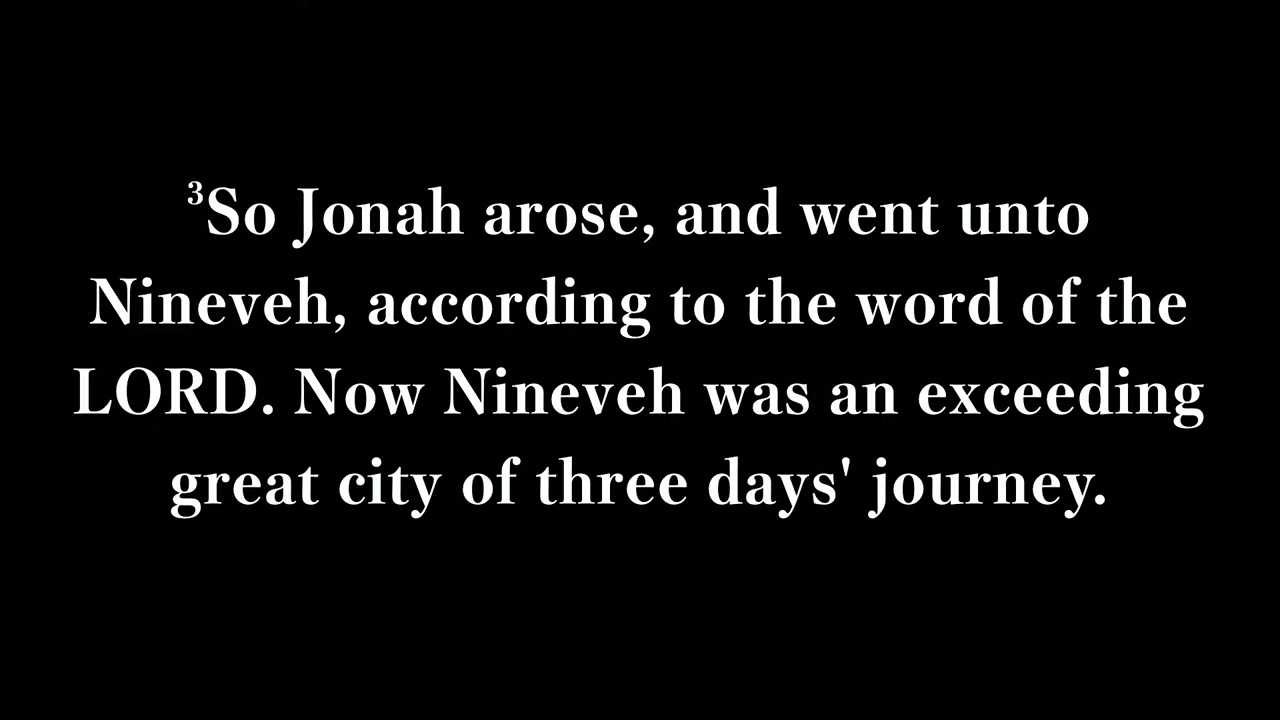 ³So Jonah arose, and went unto
Nineveh, according to the word of the
LORD. Now Nineveh was an exceeding
great city of three days' journey.